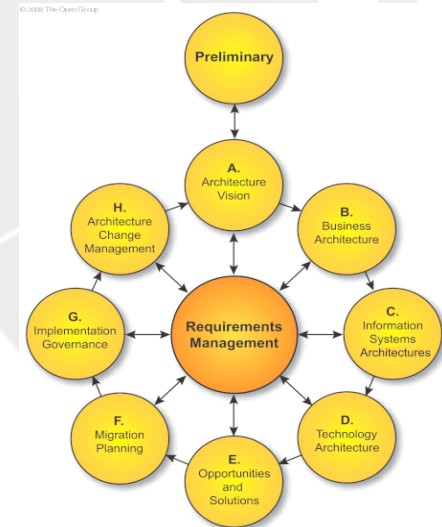 © 2008 The Open Group
Preliminary
A.
Architecture
Vision
B.
Business
Architecture
C.
Information
Systems
Architectures
D.
Technology
Architecture
E.
Opportunities
and
Solutions
F.
Migration
Planning
G.
Implementation
Governance
H.
Architecture
Change
Management
Requirements
Management